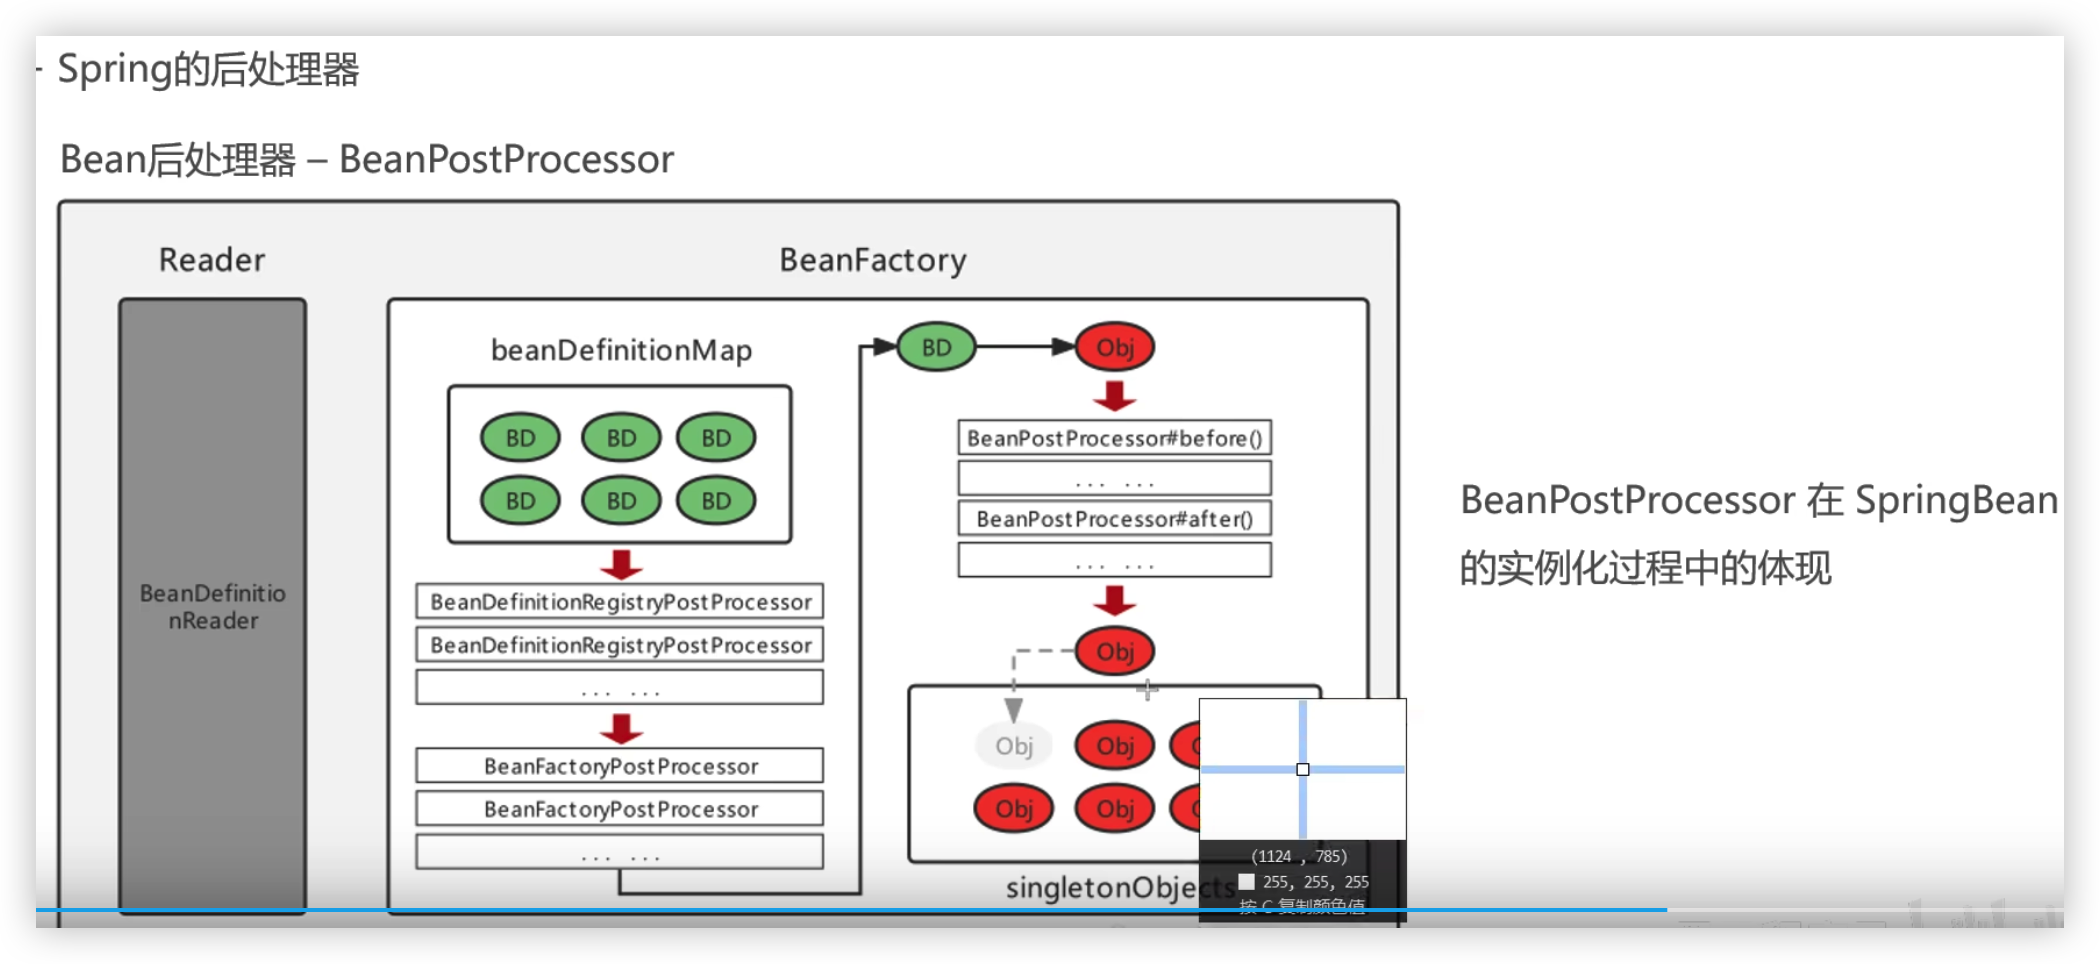 Spring的后处理器
Bean后处理器 – BeanPostProcessor
Reader
BeanFactory
BeanDefinitio
nReader
beanDefinitionMap
BD
BD
BD
BD
BD
BD
BeanDefinitionRegistryPostProcessor
BeanDefinitionRegistryPostProcessor
... ...
BeanFactoryPostProcessor
BeanFactoryPostProcessor
... ...
BD
Obj
BeanPostProcessor#before()
... ...
BeanPostProcessor#after()
... ...
Obj
Obj
Obj
Obj
Obj
singletonObjects
(1124 , 785)
255, 255, 255
按 C 复制颜色值
BeanPostProcessor 在 SpringBean
的实例化过程中的体现